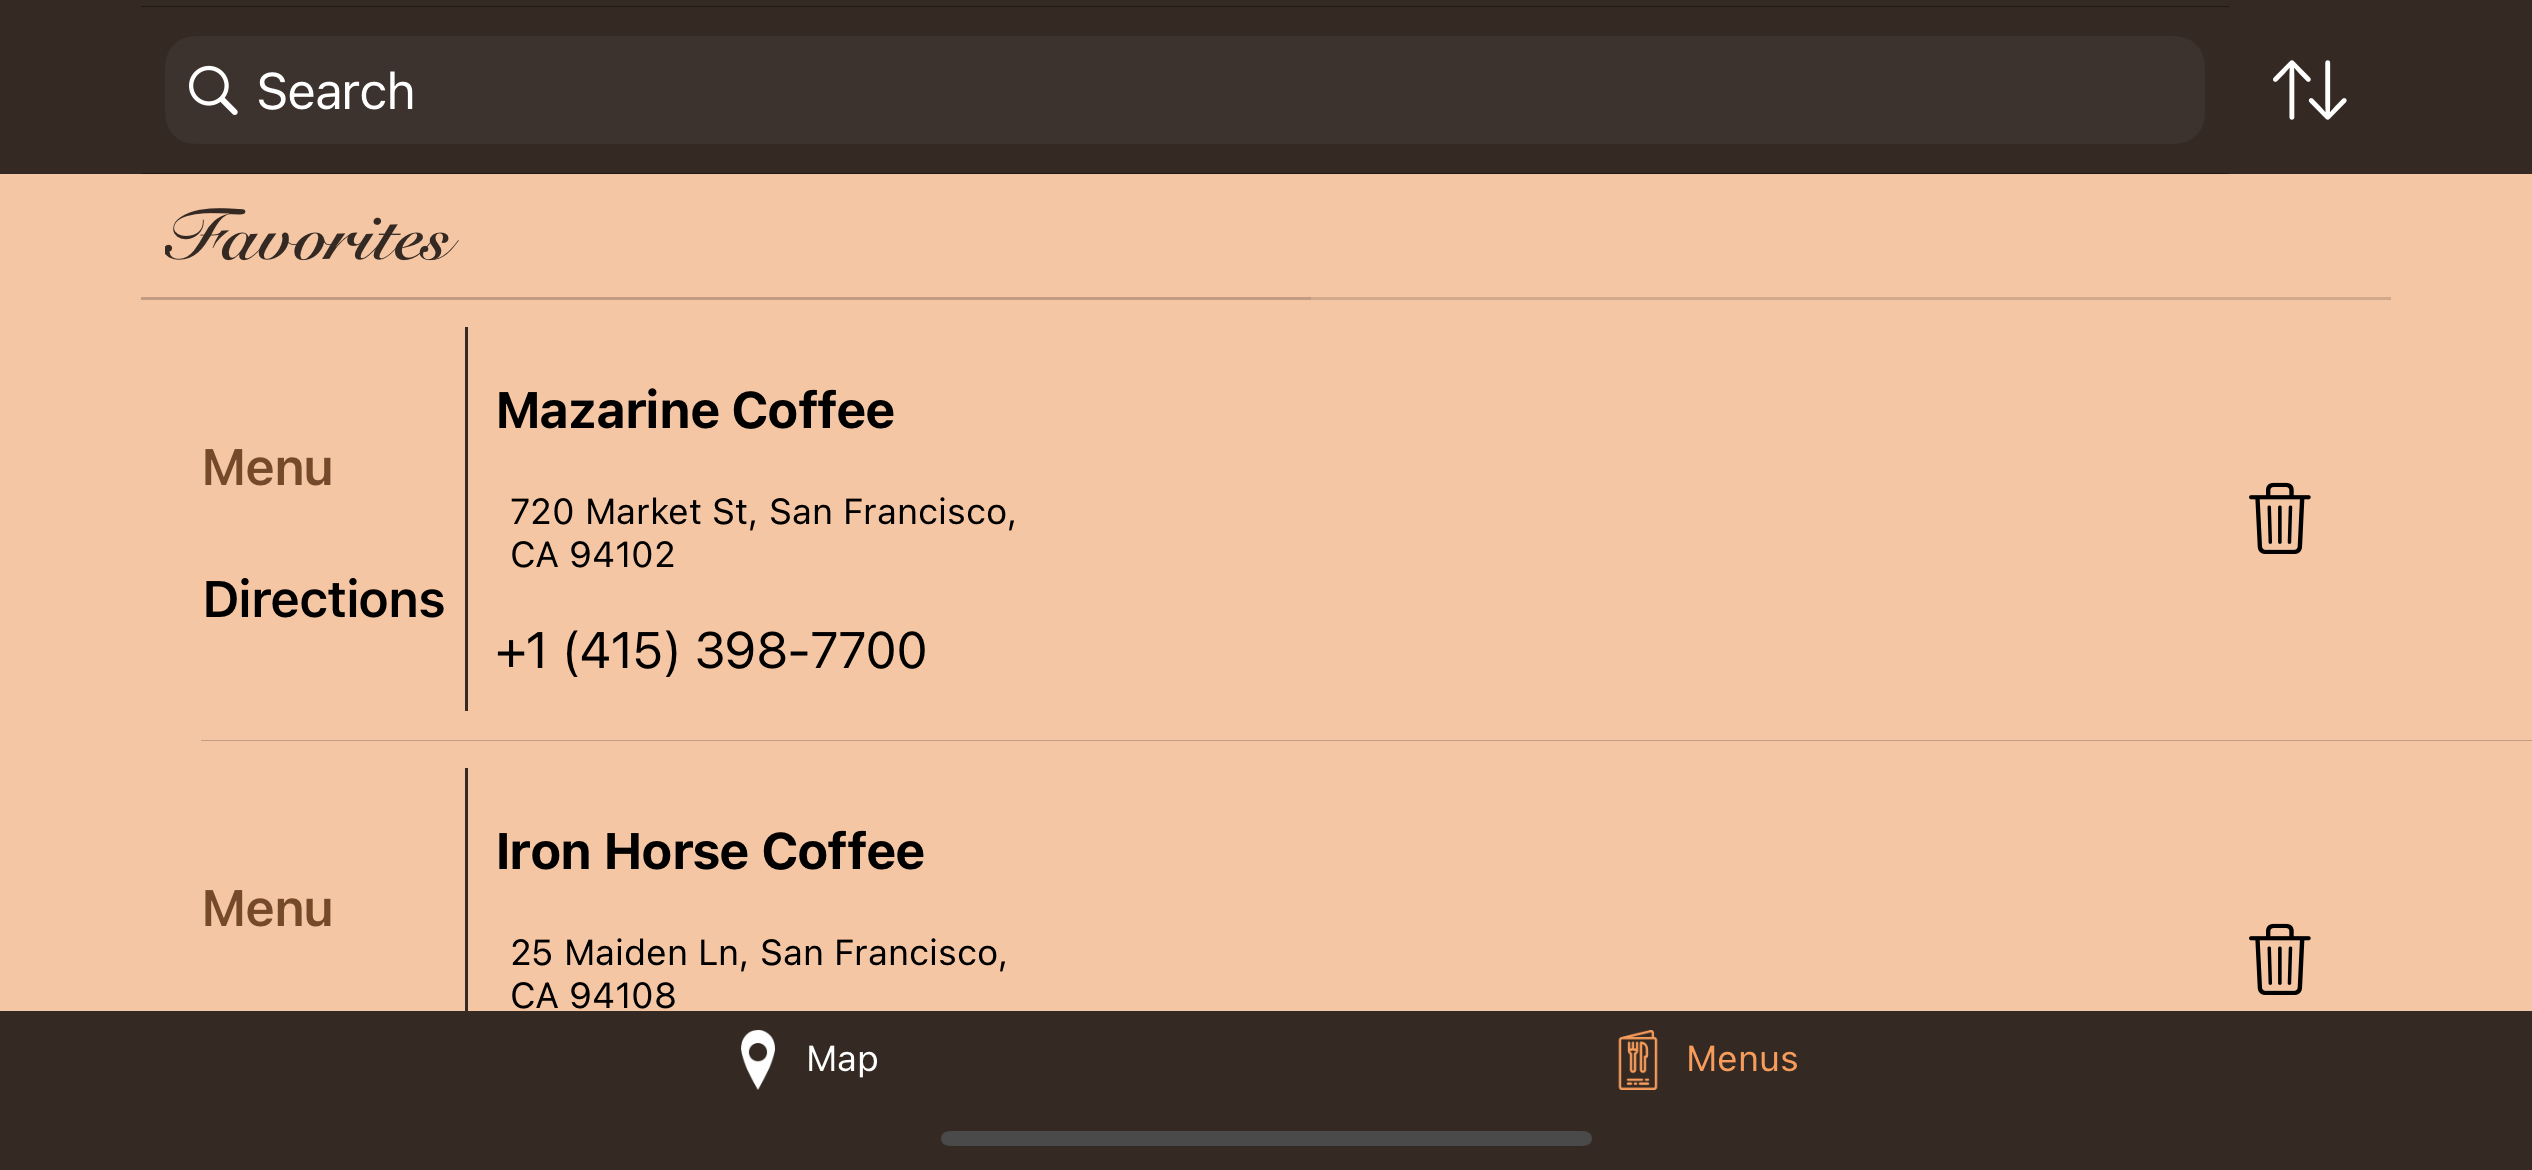 Search
Favorites
Mazarine Coffee
Menu
720 Market St, San Francisco,
CA 94102
Directions
+1 (415) 398-7700
Iron Horse Coffee
Menu
25 Maiden Ln, San Francisco,
CA 94108
Map
Menus